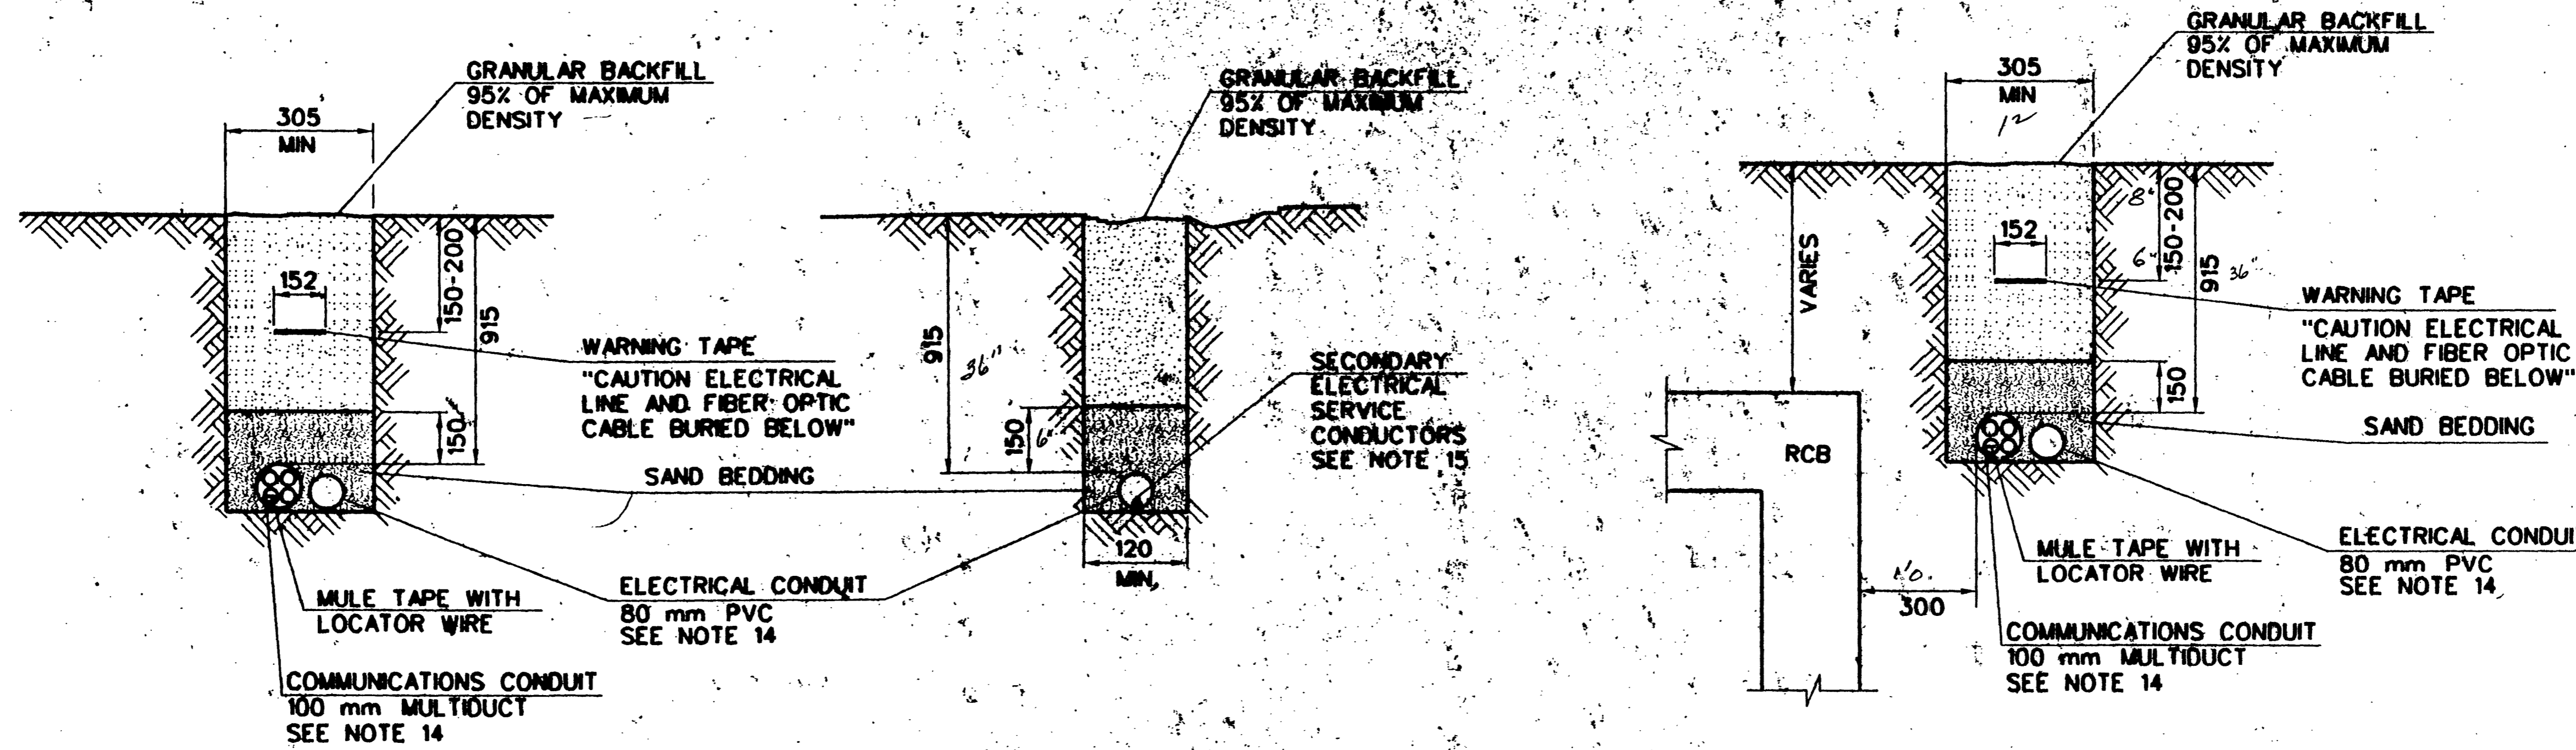 GRANULAR BACKFILL
95% OF MAXIMUM
DENSITY
305
MIN
152
150-200
915
150
WARNING TAPE
"CAUTION ELECTRICAL
LINE AND FIBER OPTIC
CABLE BURIED BELOW"
SAND BEDDING
MULE TAPE WITH
LOCATOR WIRE
ELECTRICAL CONDUIT
80 mm PVC
SEE NOTE 14
COMMUNICATIONS CONDUIT
100 mm MULTIDUCT
SEE NOTE 14
GRANULAR BACKFILL
95% OF MAXIMUM
DENSITY
915
36"
150
6"
120
MIN,
SECONDARY
ELECTRICAL
SERVICE
CONDUCTORS
SEE NOTE 15
GRANULAR BACKFILL
95% OF MAXIMUM
DENSITY
305
MIN
12
VARIES
152
8"
6"
150-200
915
36"
150
WARNING TAPE
"CAUTION ELECTRICAL
LINE AND FIBER OPTIC
CABLE BURIED BELOW"
SAND BEDDING
RCB
300
MULE TAPE WITH
LOCATOR WIRE
ELECTRICAL CONDUI
80 mm PVC
SEE NOTE 14
COMMUNICATIONS CONDUIT
100 mm MULTIDUCT
SEE NOTE 14